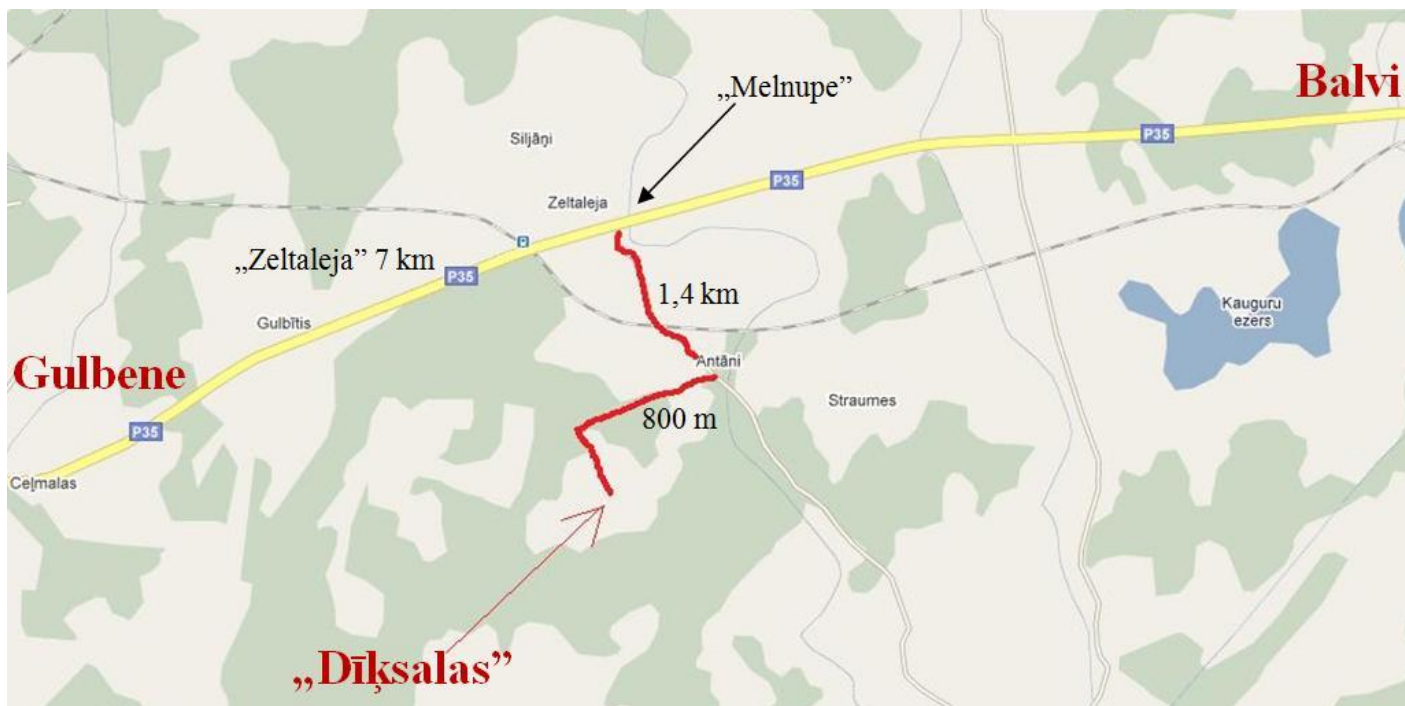 Balvi
„Melnupe”
P35
Siljāņi
P35
Zeltaleja
„Zeltaleja” 7 km
P35
1,4 km
Kauguru
ezers
Gulbītis
Gulbene
Antāni
Straumes
800 m
P35
Ceļmalas
„Dīķsalas”